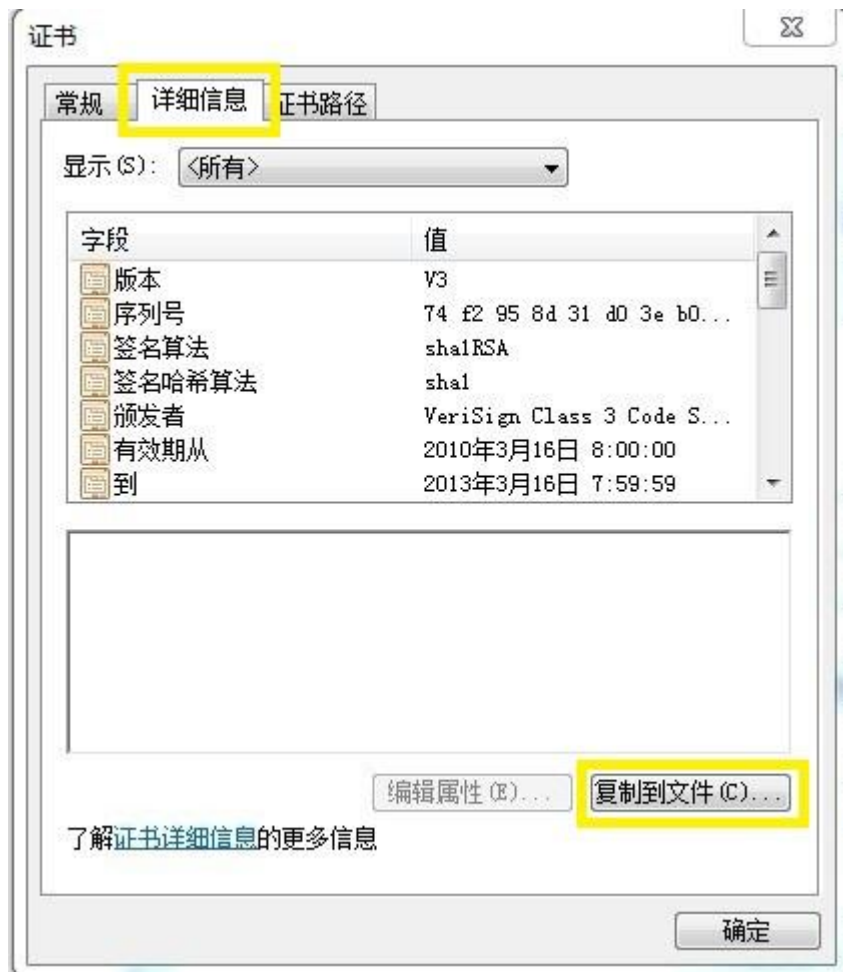 证书
常规 详细信息 证书路径
显示(S): <所有>
字段 值
版本 V3
序列号 74 f2 95 8d 31 d0 3e b0...
签名算法 sha1RSA
签名哈希算法 sha1
颁发者 VeriSign Class 3 Code S...
有效期从 2010年3月16日 8:00:00
到 2013年3月16日 7:59:59
编辑属性(E)... 复制到文件(C)...
了解证书详细信息的更多信息
确定